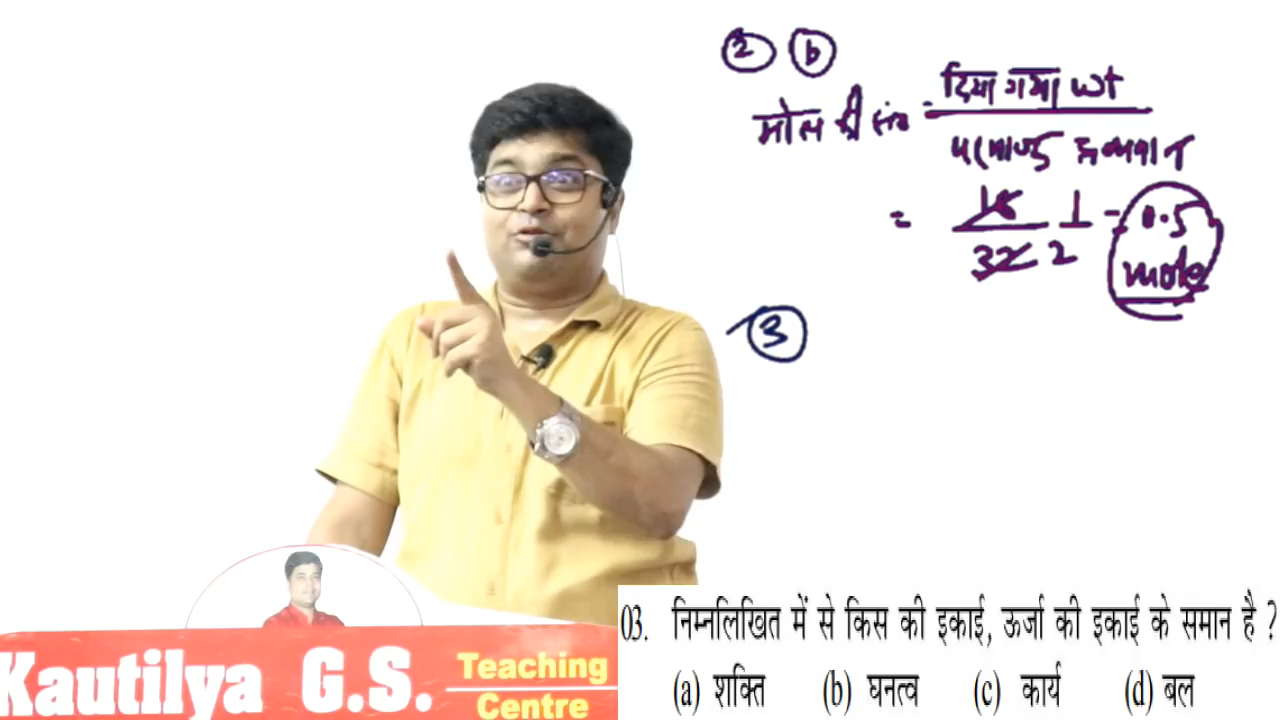 2 b
मोल की संख = दिया गया wt
परमाणु द्रव्यमान
= 16 1 = 0.5
32 2 mole
3
03. निम्नलिखित में से किस की इकाई, ऊर्जा की इकाई के समान है ?
(a) शक्ति (b) घनत्व (c) कार्य (d) बल
Kautilya G.S. Teaching
Centre